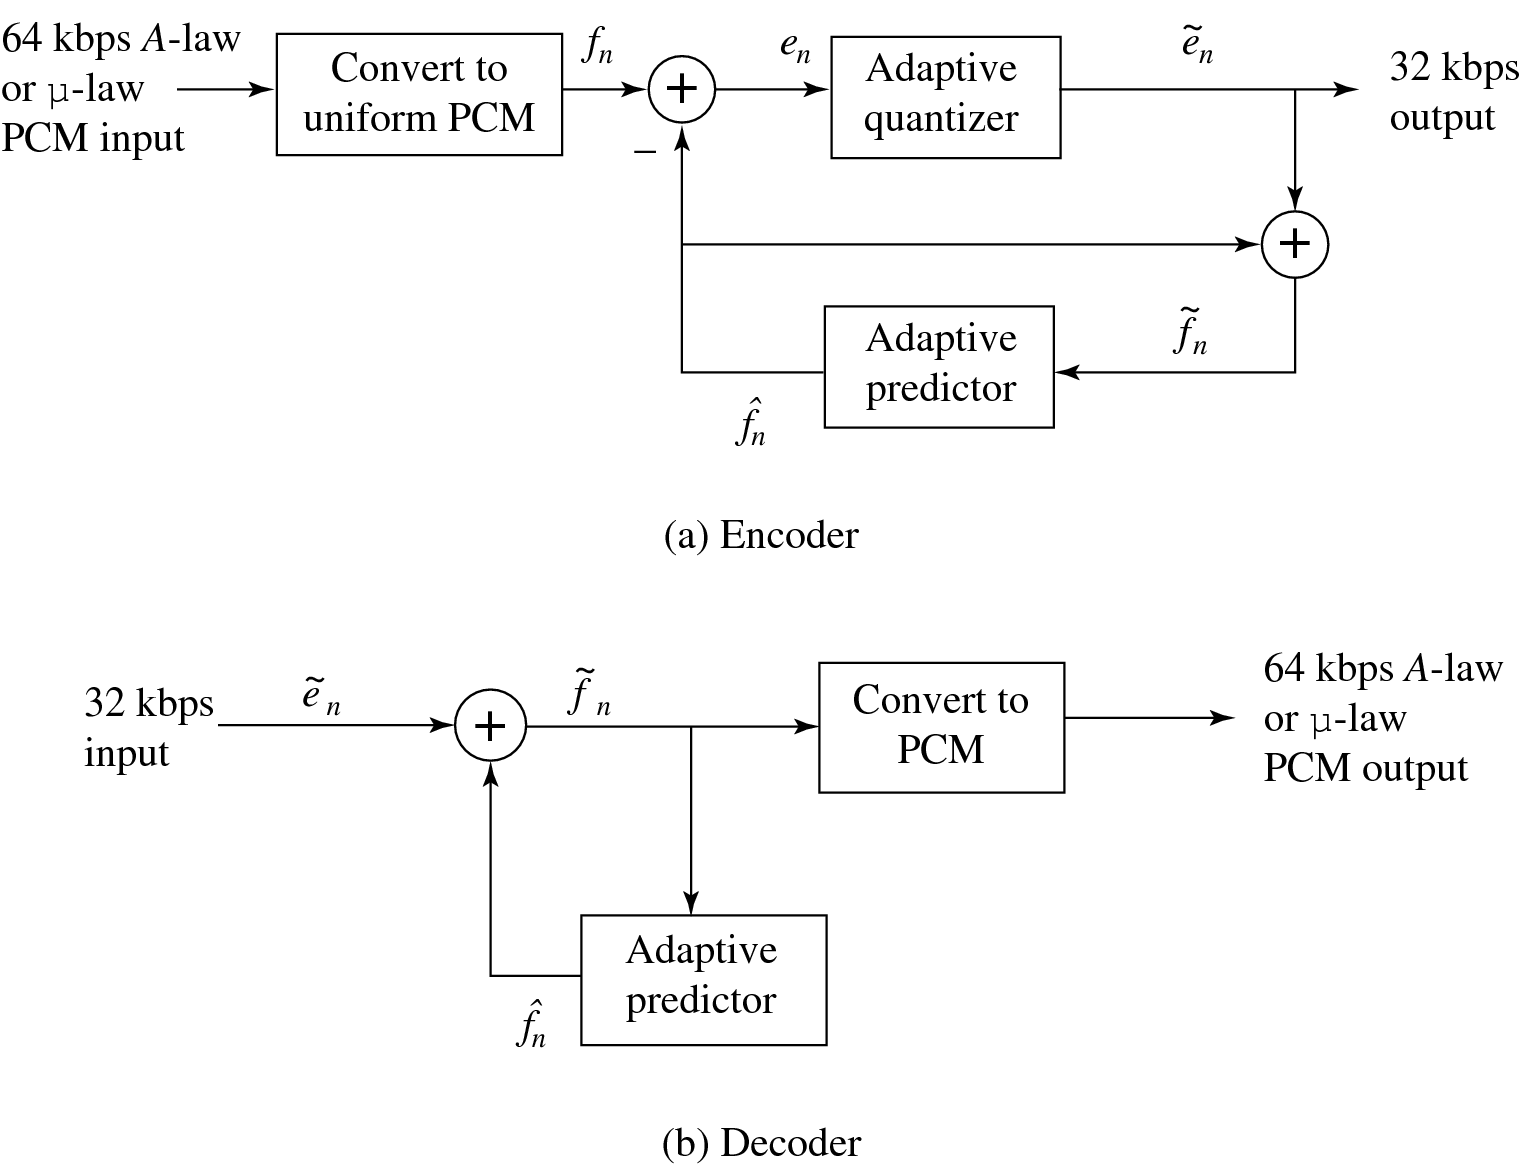 64 kbps A-law
or μ-law
PCM input
Convert to
uniform PCM
fₙ
+
−
eₙ
Adaptive
quantizer
ẽₙ
32 kbps
output
+
Adaptive
predictor
f̃ₙ
f̂ₙ
(a) Encoder
32 kbps
input
ẽₙ
+
f̃ₙ
Convert to
PCM
64 kbps A-law
or μ-law
PCM output
Adaptive
predictor
f̂ₙ
(b) Decoder